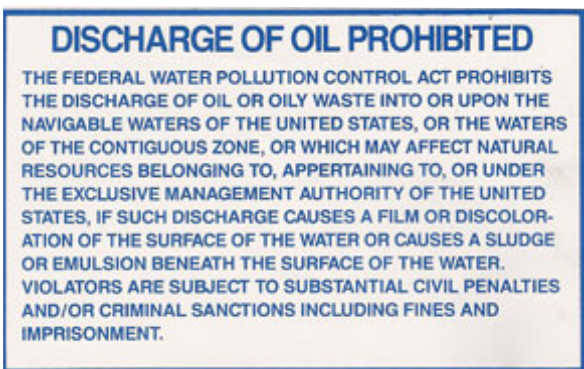 DISCHARGE OF OIL PROHIBITED
THE FEDERAL WATER POLLUTION CONTROL ACT PROHIBITS
THE DISCHARGE OF OIL OR OILY WASTE INTO OR UPON THE
NAVIGABLE WATERS OF THE UNITED STATES, OR THE WATERS
OF THE CONTIGUOUS ZONE, OR WHICH MAY AFFECT NATURAL
RESOURCES BELONGING TO, APPERTAINING TO, OR UNDER
THE EXCLUSIVE MANAGEMENT AUTHORITY OF THE UNITED
STATES, IF SUCH DISCHARGE CAUSES A FILM OR DISCOLOR-
ATION OF THE SURFACE OF THE WATER OR CAUSES A SLUDGE
OR EMULSION BENEATH THE SURFACE OF THE WATER.
VIOLATORS ARE SUBJECT TO SUBSTANTIAL CIVIL PENALTIES
AND/OR CRIMINAL SANCTIONS INCLUDING FINES AND
IMPRISONMENT.